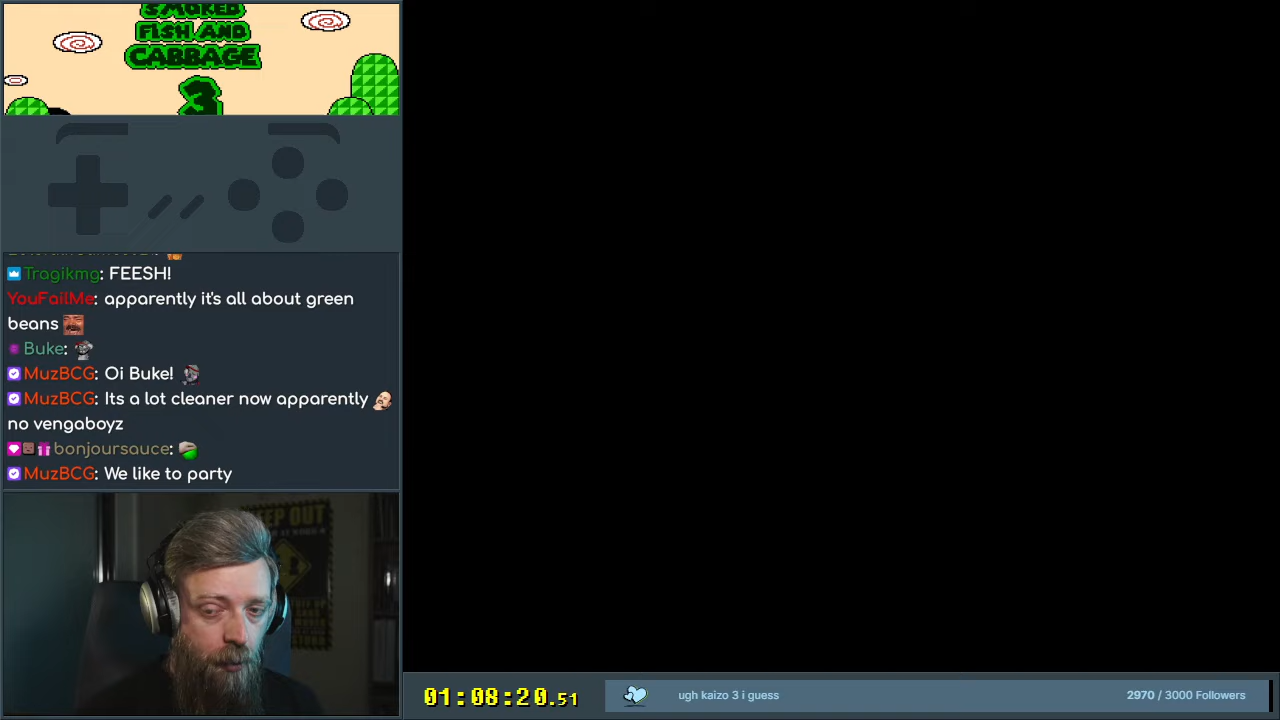 SMOKED
FISH AND
CABBAGE
3
Tragikmg: FEESH!
YouFailMe: apparently it's all about green
beans
Buke:
MuzBCG: Oi Buke!
MuzBCG: Its a lot cleaner now apparently
no vengaboyz
bonjoursauce:
MuzBCG: We like to party
KEEP OUT
01:08:20.51
ugh kaizo 3 i guess
2970 / 3000 Followers